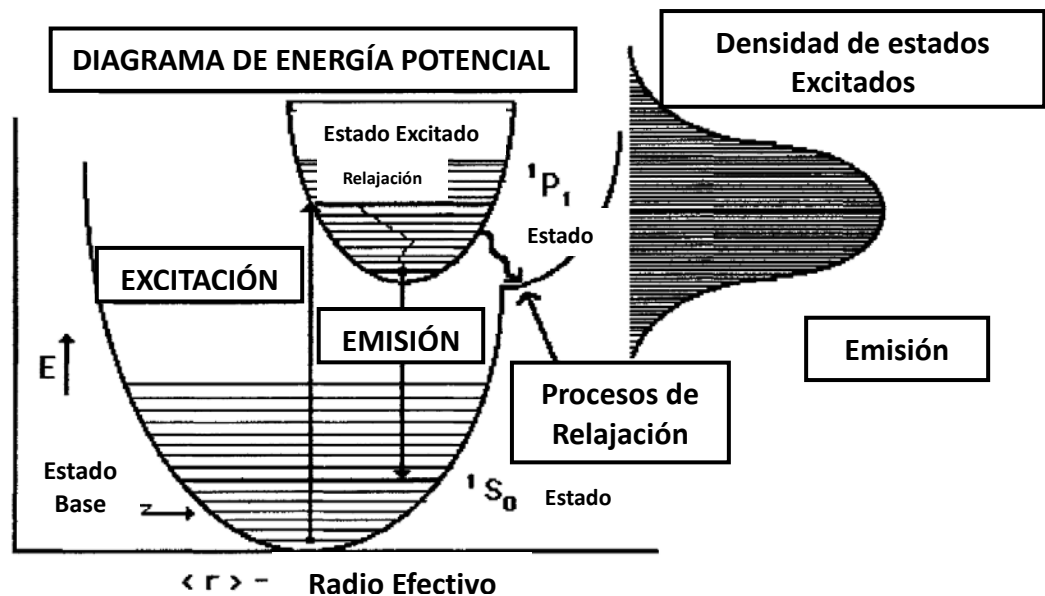 DIAGRAMA DE ENERGÍA POTENCIAL
Densidad de estados
Excitados
Estado Excitado
Relajación
¹P₁
Estado
EXCITACIÓN
EMISIÓN
Emisión
E
Procesos de
Relajación
Estado
Base
¹S₀ Estado
< r > - Radio Efectivo